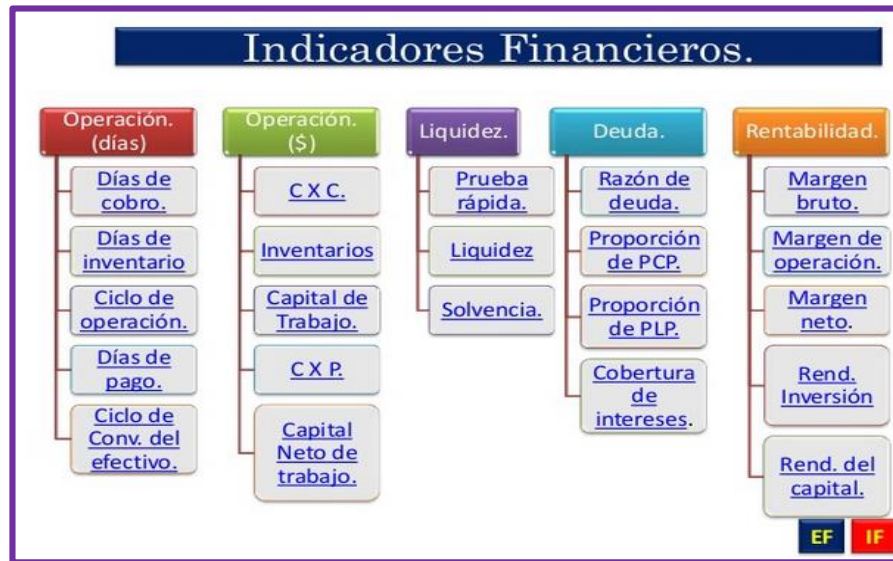 Indicadores Financieros.
Operación.
(días)
Días de
cobro.
Días de
inventario
Ciclo de
operación.
Días de
pago.
Ciclo de
Conv. del
efectivo.
Operación.
($)
C X C.
Inventarios
Capital de
Trabajo.
C X P.
Capital
Neto de
trabajo.
Liquidez.
Prueba
rápida.
Liquidez
Solvencia.
Deuda.
Razón de
deuda.
Proporción
de PCP.
Proporción
de PLP.
Cobertura
de
intereses.
Rentabilidad.
Margen
bruto.
Margen de
operación.
Margen
neto.
Rend.
Inversión
Rend. del
capital.
EF
IF